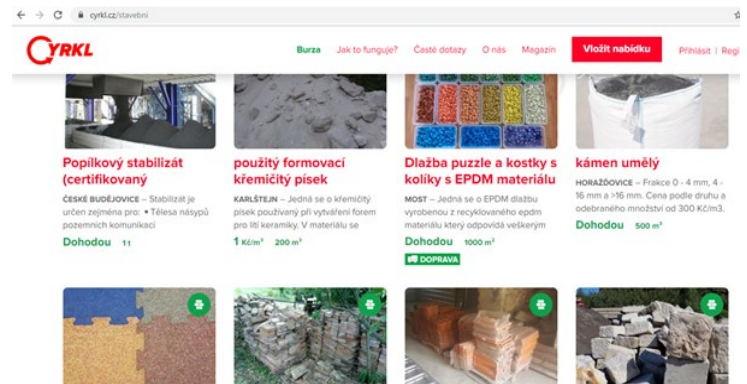 cyrkl.cz/stavebni
CYRKL
Burza Jak to funguje? Časté dotazy O nás Magazín Vložit nabídku Přihlásit | Regi
Popílkový stabilizát
(certifikovaný
ČESKÉ BUDĚJOVICE – Stabilizát je
určen zejména pro: • Tělesa násypů
pozemních komunikací
Dohodou 1 t
použitý formovací
křemičitý písek
KARLŠTEJN – Jedná se o křemičitý
písek používaný při vytváření forem
pro lití keramiky. V materiálu se
1 Kč/m³ 200 m³
Dlažba puzzle a kostky s
kolíky s EPDM materiálu
MOST – Jedná se o EPDM dlažbu
vyrobenou z recyklovaného epdm
materiálu který odpovídá veškerým
Dohodou 1000 m²
DOPRAVA
kámen umělý
HORAŽĎOVICE – Frakce 0 - 4 mm, 4 -
16 mm a >16 mm. Cena podle druhu a
odebraného množství od 300 Kč/m3.
Dohodou 500 m³